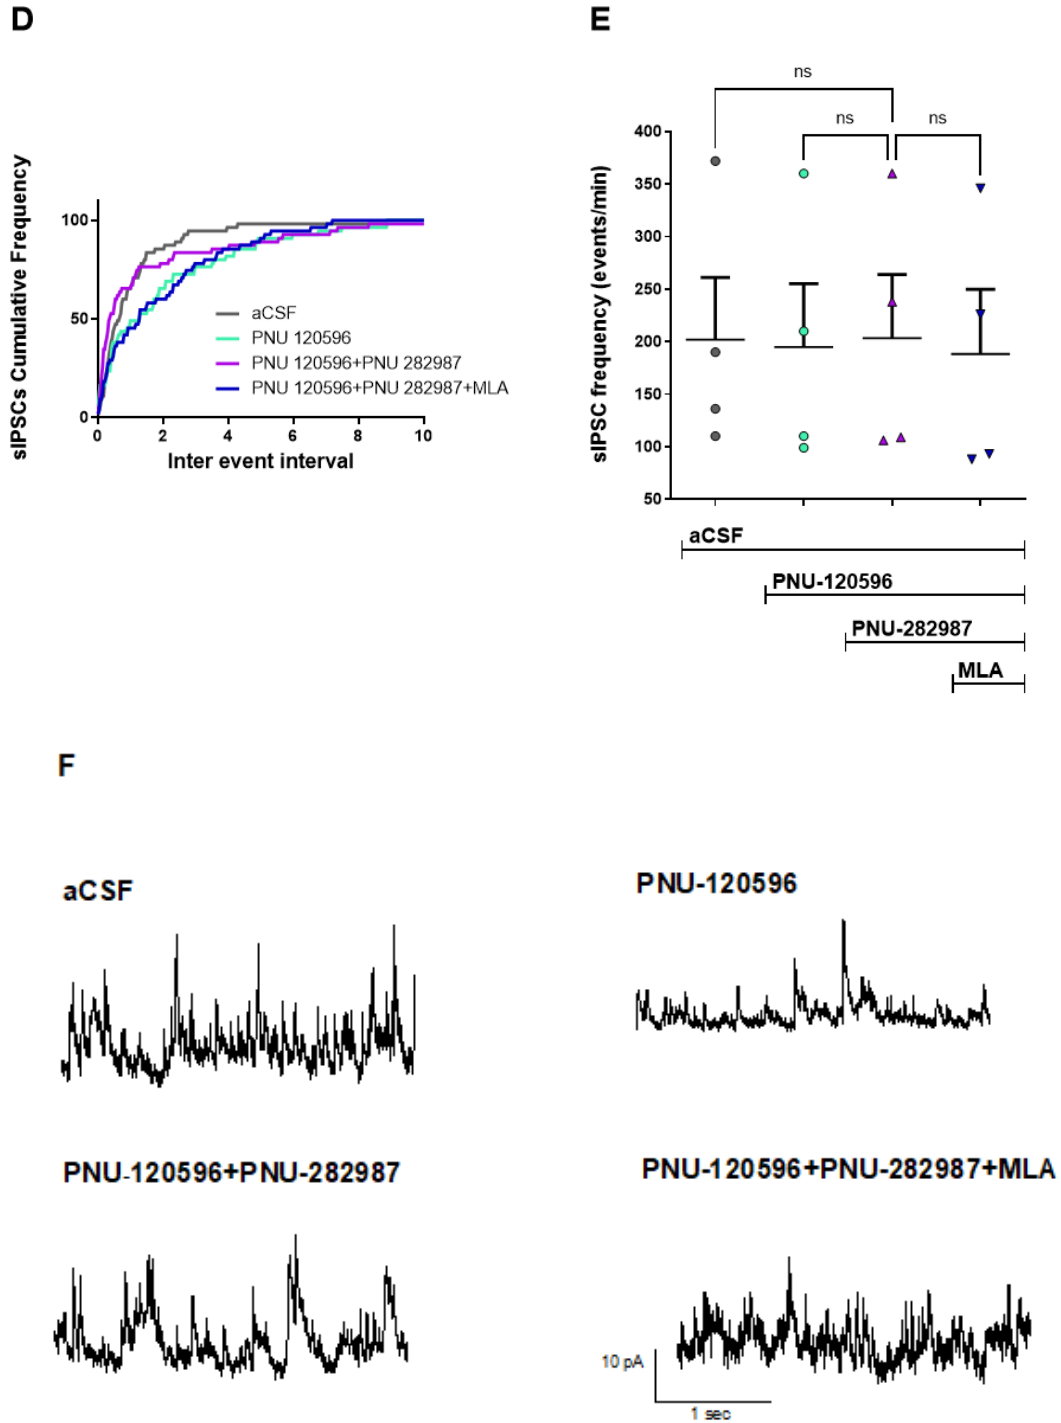 D
sIPSCs Cumulative Frequency
100
50
0
0 2 4 6 8 10
Inter event interval
aCSF
PNU 120596
PNU 120596+PNU 282987
PNU 120596+PNU 282987+MLA
E
sIPSC frequency (events/min)
ns
ns ns
400
350
300
250
200
150
100
50
aCSF
PNU-120596
PNU-282987
MLA
F
aCSF
PNU-120596
PNU-120596+PNU-282987
PNU-120596+PNU-282987+MLA
10 pA
1 sec